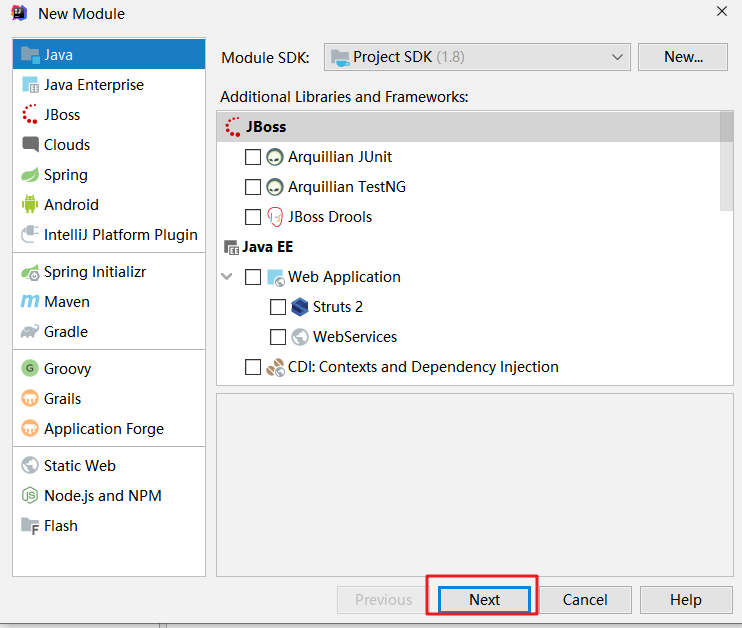 New Module
Java
Java Enterprise
JBoss
Clouds
Spring
Android
IntelliJ Platform Plugin
Spring Initializr
Maven
Gradle
Groovy
Grails
Application Forge
Static Web
Node.js and NPM
Flash
Module SDK: Project SDK (1.8) New...
Additional Libraries and Frameworks:
JBoss
Arquillian JUnit
Arquillian TestNG
JBoss Drools
Java EE
Web Application
Struts 2
WebServices
CDI: Contexts and Dependency Injection
Previous Next Cancel Help